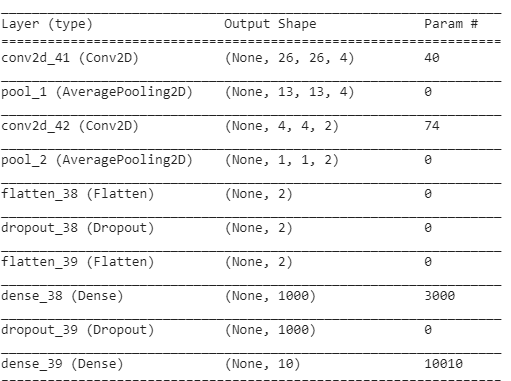 Layer (type) Output Shape Param #
conv2d_41 (Conv2D) (None, 26, 26, 4) 40
pool_1 (AveragePooling2D) (None, 13, 13, 4) 0
conv2d_42 (Conv2D) (None, 4, 4, 2) 74
pool_2 (AveragePooling2D) (None, 1, 1, 2) 0
flatten_38 (Flatten) (None, 2) 0
dropout_38 (Dropout) (None, 2) 0
flatten_39 (Flatten) (None, 2) 0
dense_38 (Dense) (None, 1000) 3000
dropout_39 (Dropout) (None, 1000) 0
dense_39 (Dense) (None, 10) 10010